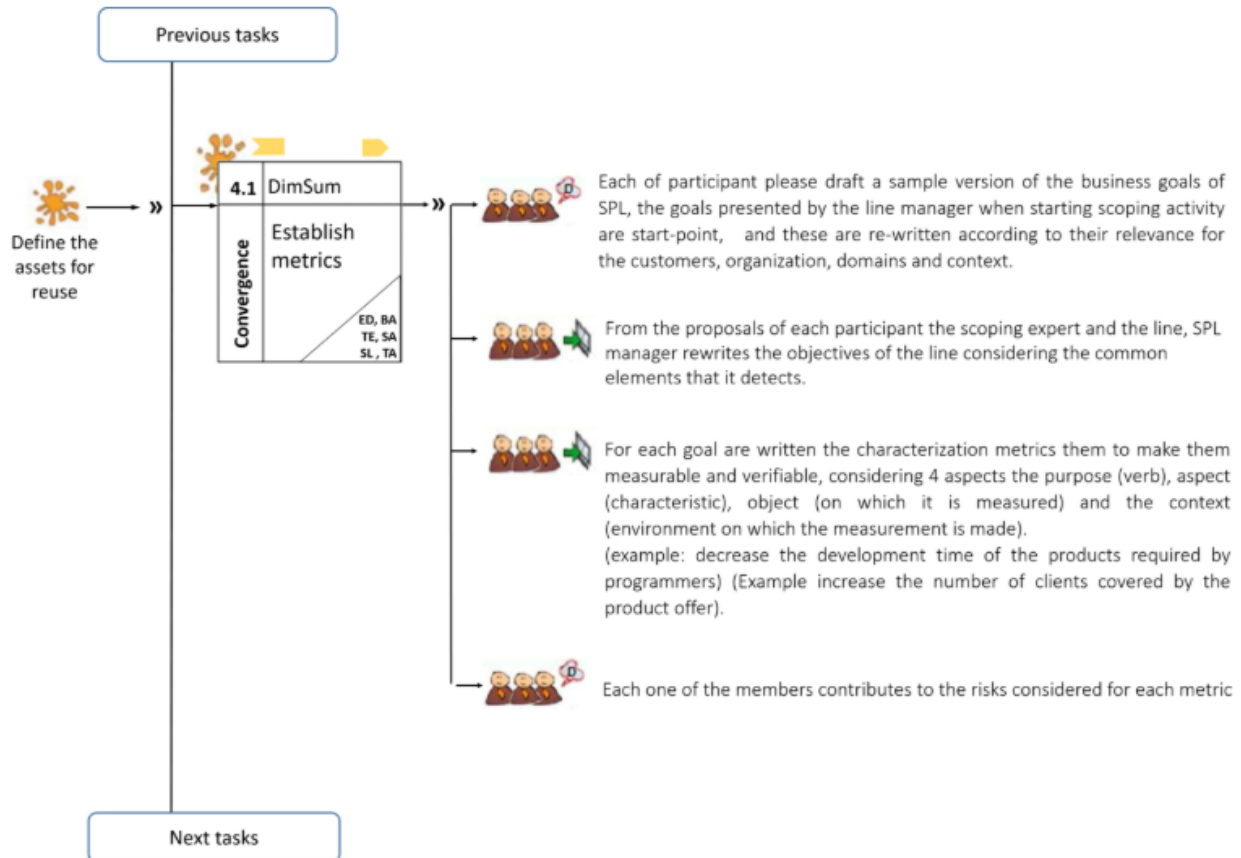 Previous tasks
Define the
assets for
reuse
4.1
DimSum
Convergence
Establish
metrics
ED, BA
TE, SA
SL , TA
»
»
D
Each of participant please draft a sample version of the business goals of
SPL, the goals presented by the line manager when starting scoping activity
are start-point, and these are re-written according to their relevance for
the customers, organization, domains and context.
From the proposals of each participant the scoping expert and the line, SPL
manager rewrites the objectives of the line considering the common
elements that it detects.
For each goal are written the characterization metrics them to make them
measurable and verifiable, considering 4 aspects the purpose (verb), aspect
(characteristic), object (on which it is measured) and the context
(environment on which the measurement is made).
(example: decrease the development time of the products required by
programmers) (Example increase the number of clients covered by the
product offer).
D
Each one of the members contributes to the risks considered for each metric
Next tasks